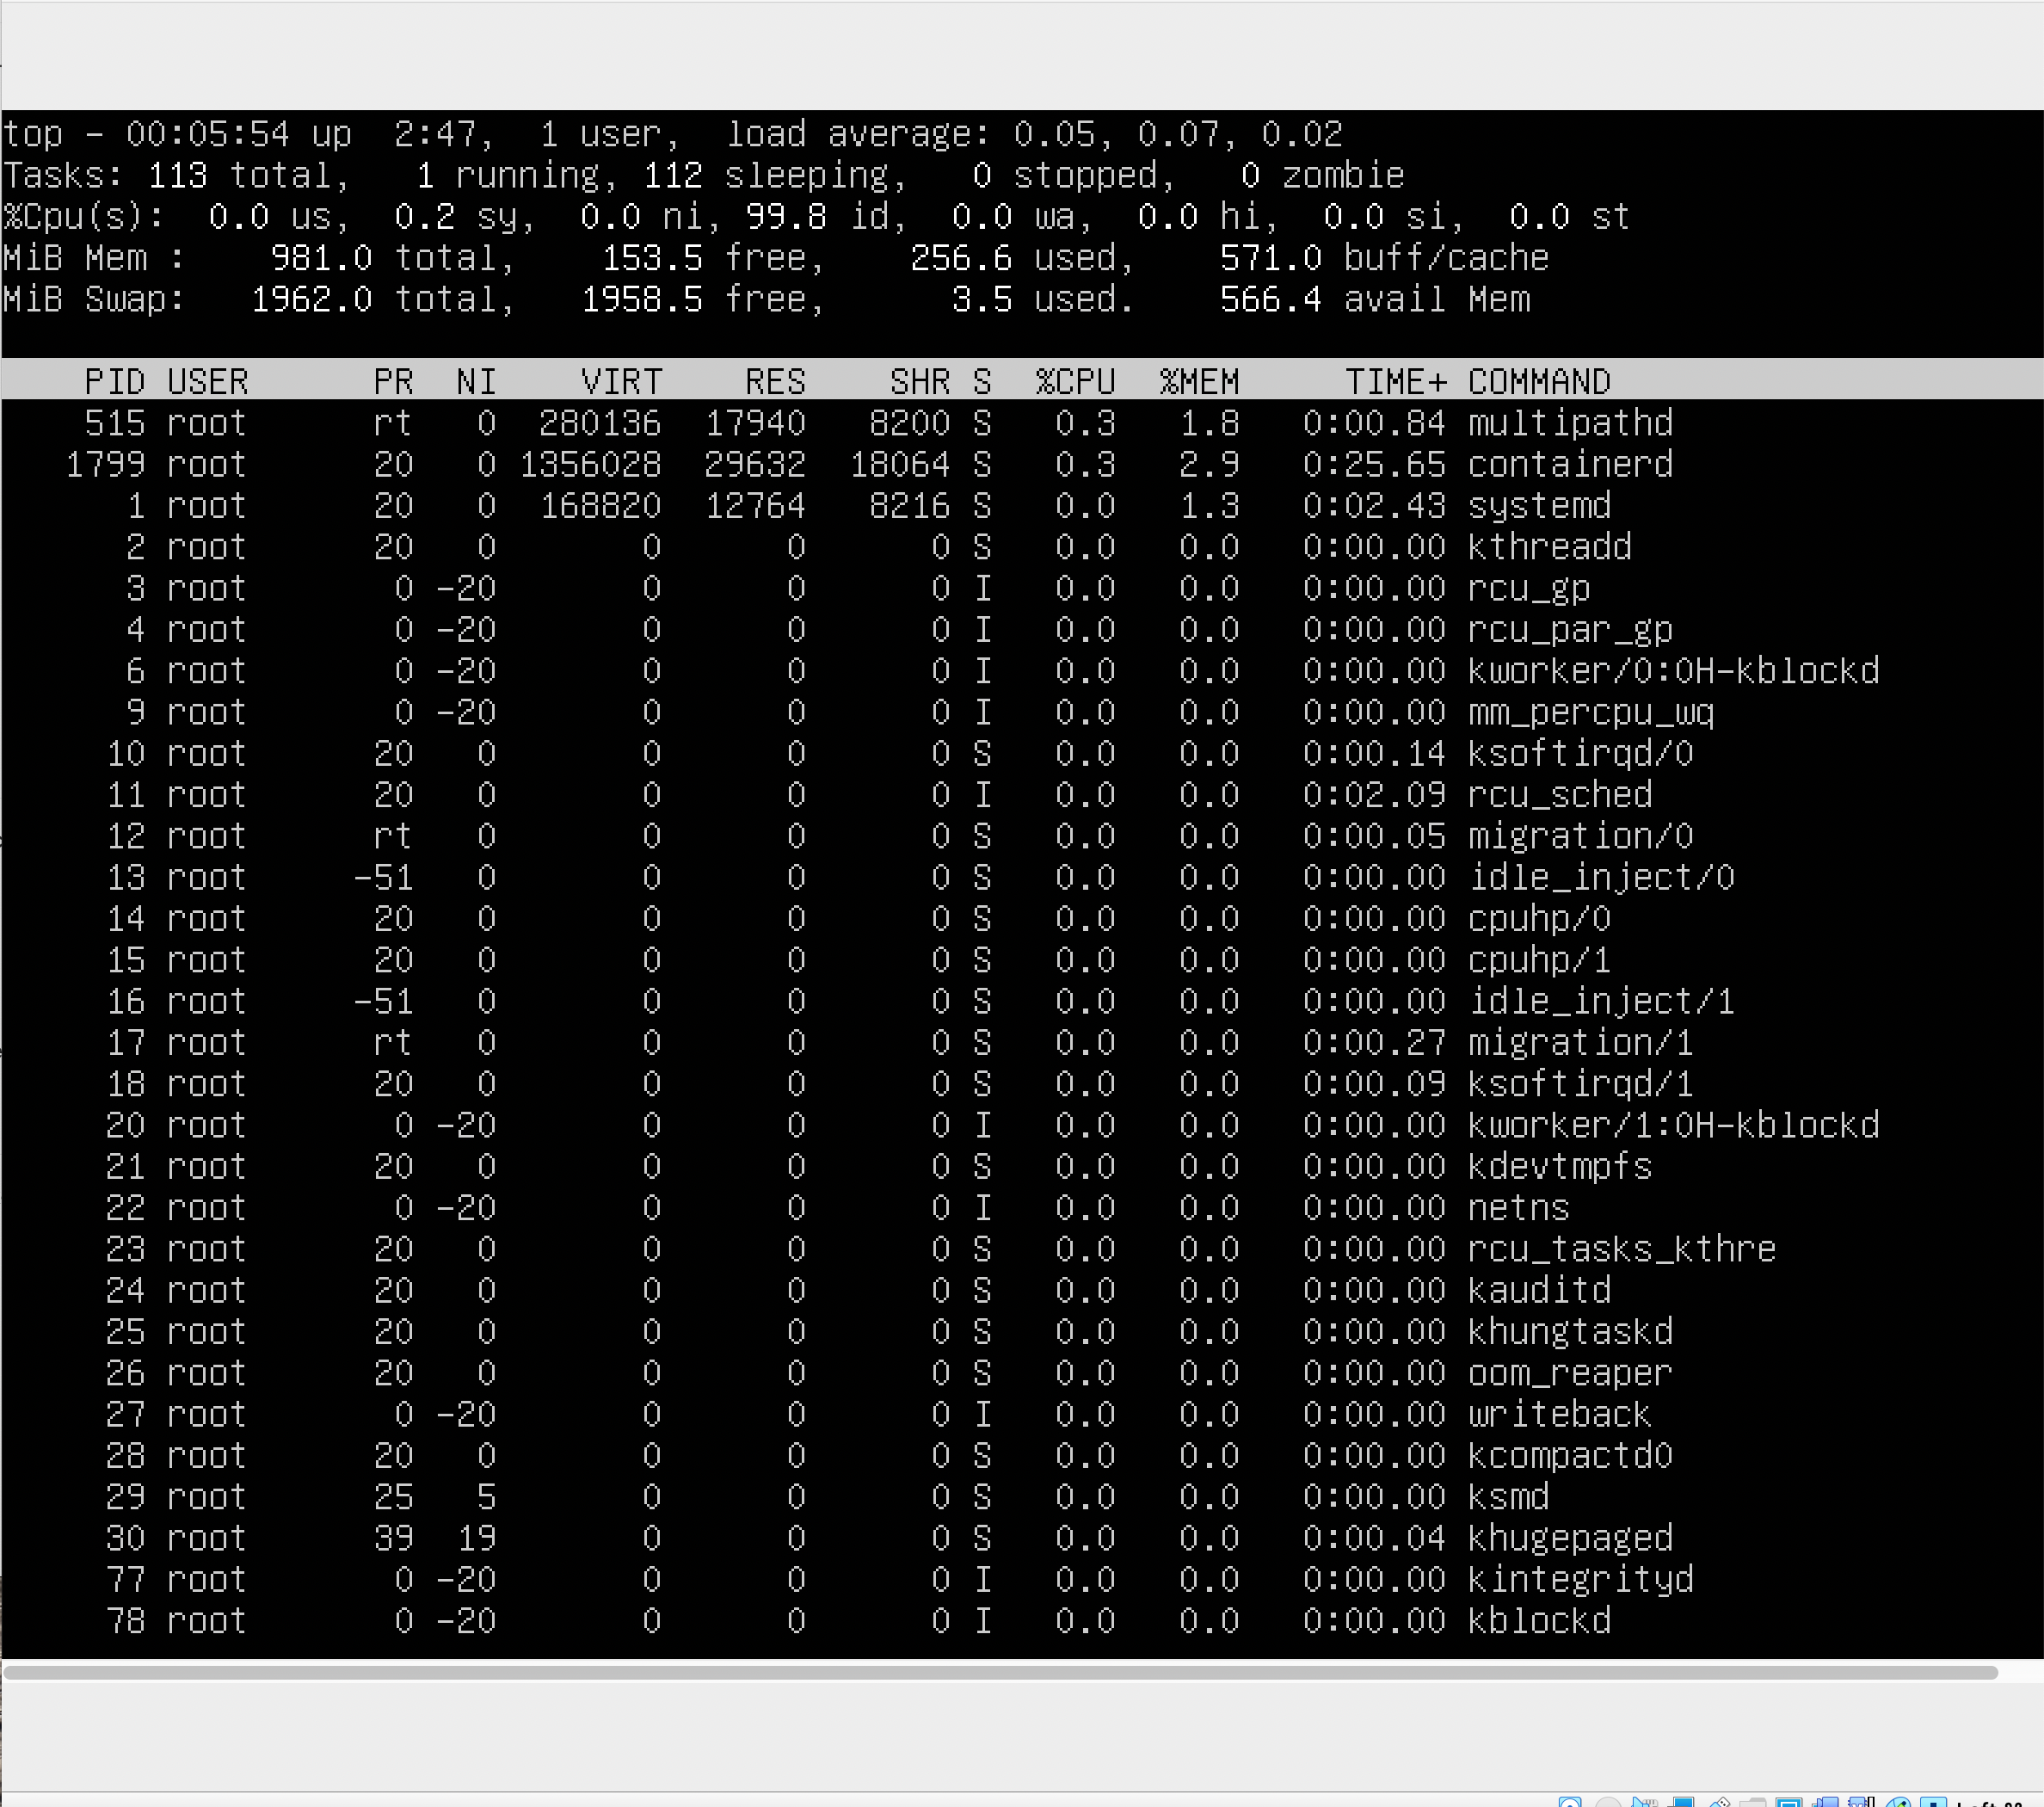 top - 00:05:54 up  2:47,  1 user,  load average: 0.05, 0.07, 0.02
Tasks: 113 total,   1 running, 112 sleeping,   0 stopped,   0 zombie
%Cpu(s):  0.0 us,  0.2 sy,  0.0 ni, 99.8 id,  0.0 wa,  0.0 hi,  0.0 si,  0.0 st
MiB Mem :    981.0 total,    153.5 free,    256.6 used,    571.0 buff/cache
MiB Swap:   1962.0 total,   1958.5 free,      3.5 used.    566.4 avail Mem
PID USER      PR  NI    VIRT    RES    SHR S  %CPU  %MEM     TIME+ COMMAND
515 root      rt   0  280136  17940   8200 S   0.3   1.8   0:00.84 multipathd
1799 root      20   0 1356028  29632  18064 S   0.3   2.9   0:25.65 containerd
1 root      20   0  168820  12764   8216 S   0.0   1.3   0:02.43 systemd
2 root      20   0       0      0      0 S   0.0   0.0   0:00.00 kthreadd
3 root       0 -20       0      0      0 I   0.0   0.0   0:00.00 rcu_gp
4 root       0 -20       0      0      0 I   0.0   0.0   0:00.00 rcu_par_gp
6 root       0 -20       0      0      0 I   0.0   0.0   0:00.00 kworker/0:0H-kblockd
9 root       0 -20       0      0      0 I   0.0   0.0   0:00.00 mm_percpu_wq
10 root      20   0       0      0      0 S   0.0   0.0   0:00.14 ksoftirqd/0
11 root      20   0       0      0      0 I   0.0   0.0   0:02.09 rcu_sched
12 root      rt   0       0      0      0 S   0.0   0.0   0:00.05 migration/0
13 root     -51   0       0      0      0 S   0.0   0.0   0:00.00 idle_inject/0
14 root      20   0       0      0      0 S   0.0   0.0   0:00.00 cpuhp/0
15 root      20   0       0      0      0 S   0.0   0.0   0:00.00 cpuhp/1
16 root     -51   0       0      0      0 S   0.0   0.0   0:00.00 idle_inject/1
17 root      rt   0       0      0      0 S   0.0   0.0   0:00.27 migration/1
18 root      20   0       0      0      0 S   0.0   0.0   0:00.09 ksoftirqd/1
20 root       0 -20       0      0      0 I   0.0   0.0   0:00.00 kworker/1:0H-kblockd
21 root      20   0       0      0      0 S   0.0   0.0   0:00.00 kdevtmpfs
22 root       0 -20       0      0      0 I   0.0   0.0   0:00.00 netns
23 root      20   0       0      0      0 S   0.0   0.0   0:00.00 rcu_tasks_kthre
24 root      20   0       0      0      0 S   0.0   0.0   0:00.00 kauditd
25 root      20   0       0      0      0 S   0.0   0.0   0:00.00 khungtaskd
26 root      20   0       0      0      0 S   0.0   0.0   0:00.00 oom_reaper
27 root       0 -20       0      0      0 I   0.0   0.0   0:00.00 writeback
28 root      20   0       0      0      0 S   0.0   0.0   0:00.00 kcompactd0
29 root      25   5       0      0      0 S   0.0   0.0   0:00.00 ksmd
30 root      39  19       0      0      0 S   0.0   0.0   0:00.04 khugepaged
77 root       0 -20       0      0      0 I   0.0   0.0   0:00.00 kintegrityd
78 root       0 -20       0      0      0 I   0.0   0.0   0:00.00 kblockd